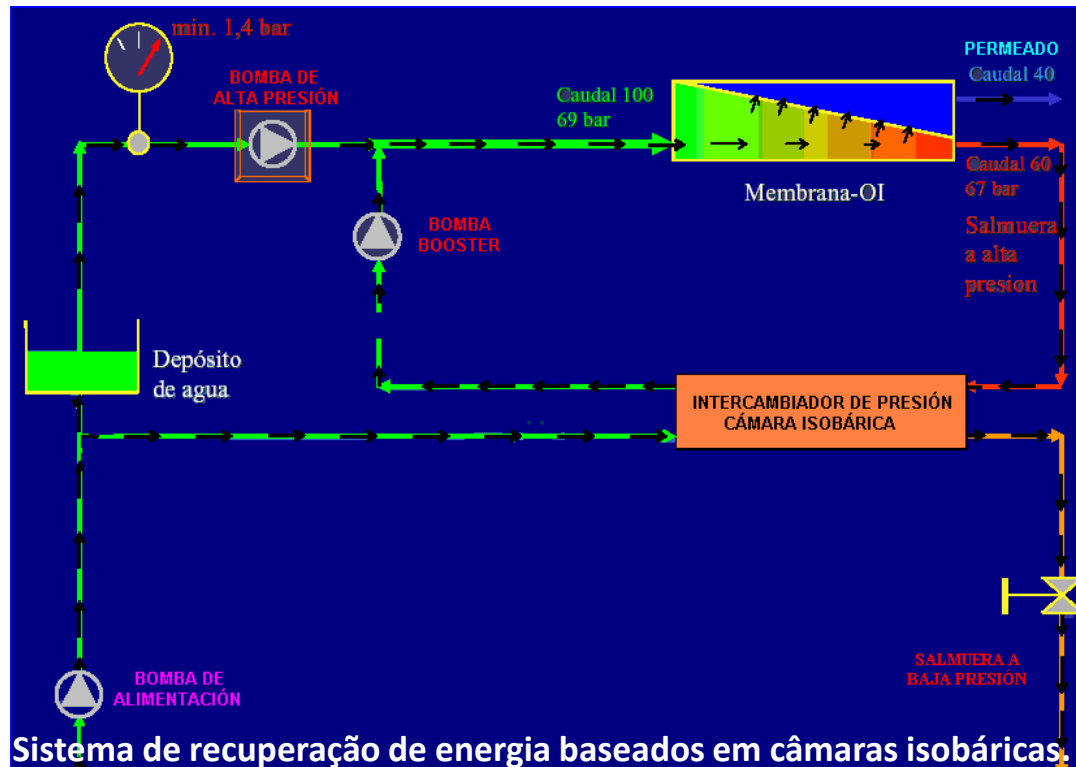 min. 1,4 bar
BOMBA DE
ALTA PRESIÓN
Caudal 100
69 bar
PERMEADO
Caudal 40
Membrana-OI
Caudal 60
67 bar
Salmuera
a alta
presion
BOMBA
BOOSTER
Depósito
de agua
INTERCAMBIADOR DE PRESIÓN
CÁMARA ISOBÁRICA
SALMUERA A
BAJA PRESIÓN
BOMBA DE
ALIMENTACIÓN
Sistema de recuperação de energia baseados em câmaras isobáricas.